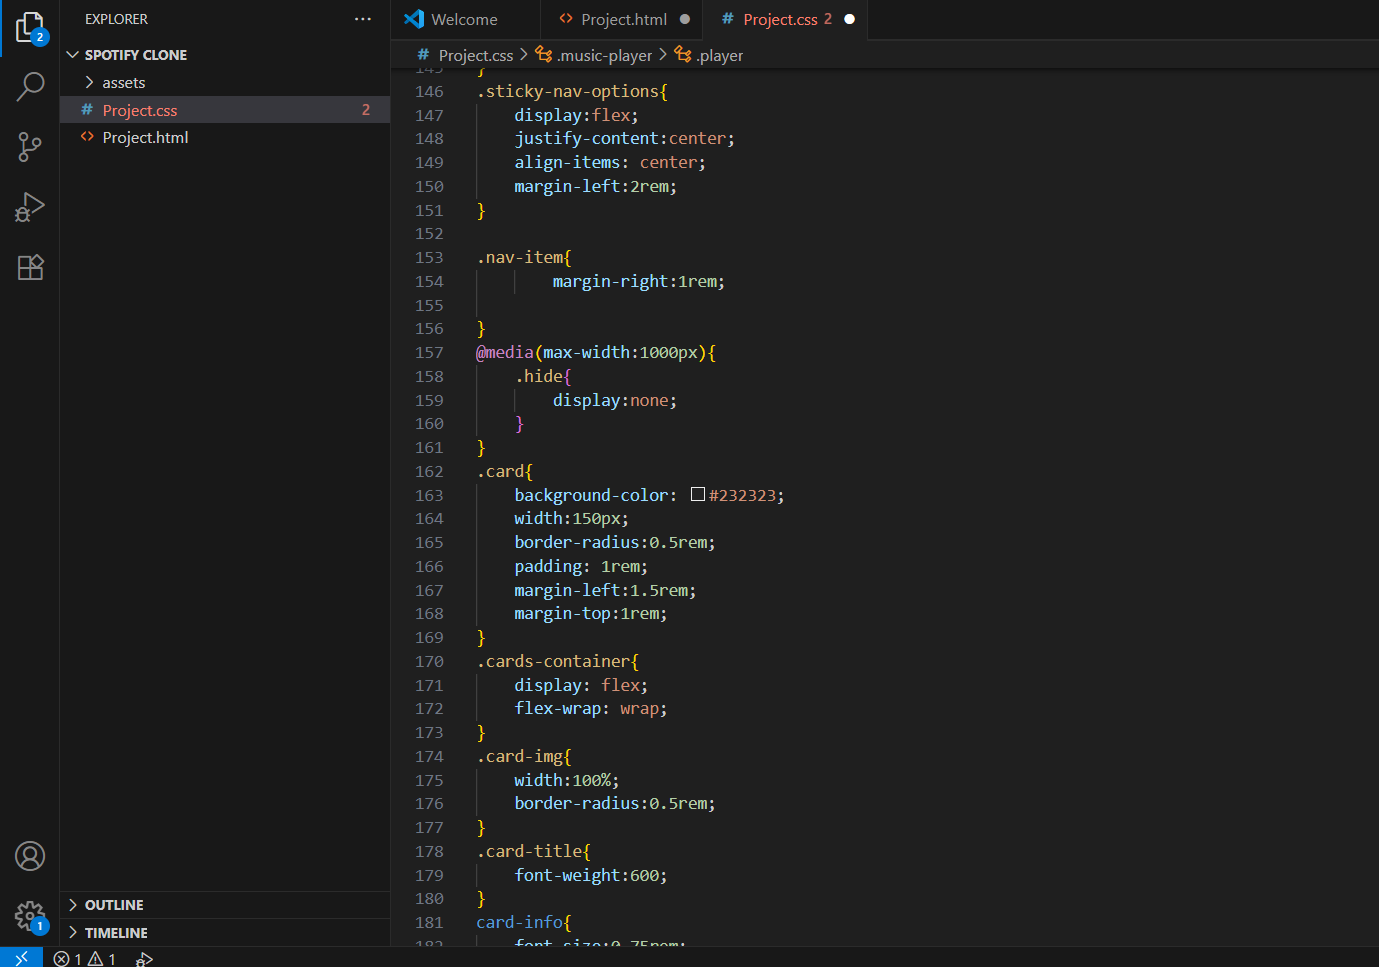 EXPLORER
SPOTIFY CLONE
assets
# Project.css 2
<> Project.html
OUTLINE
TIMELINE
2
1
Welcome
<> Project.html
# Project.css 2
# Project.css > .music-player > .player
145 }
146 .sticky-nav-options{
147 display:flex;
148 justify-content:center;
149 align-items: center;
150 margin-left:2rem;
151 }
152
153 .nav-item{
154 margin-right:1rem;
155
156 }
157 @media(max-width:1000px){
158 .hide{
159 display:none;
160 }
161 }
162 .card{
163 background-color: #232323;
164 width:150px;
165 border-radius:0.5rem;
166 padding: 1rem;
167 margin-left:1.5rem;
168 margin-top:1rem;
169 }
170 .cards-container{
171 display: flex;
172 flex-wrap: wrap;
173 }
174 .card-img{
175 width:100%;
176 border-radius:0.5rem;
177 }
178 .card-title{
179 font-weight:600;
180 }
181 card-info{
182 font-size:0.75rem;
1 1